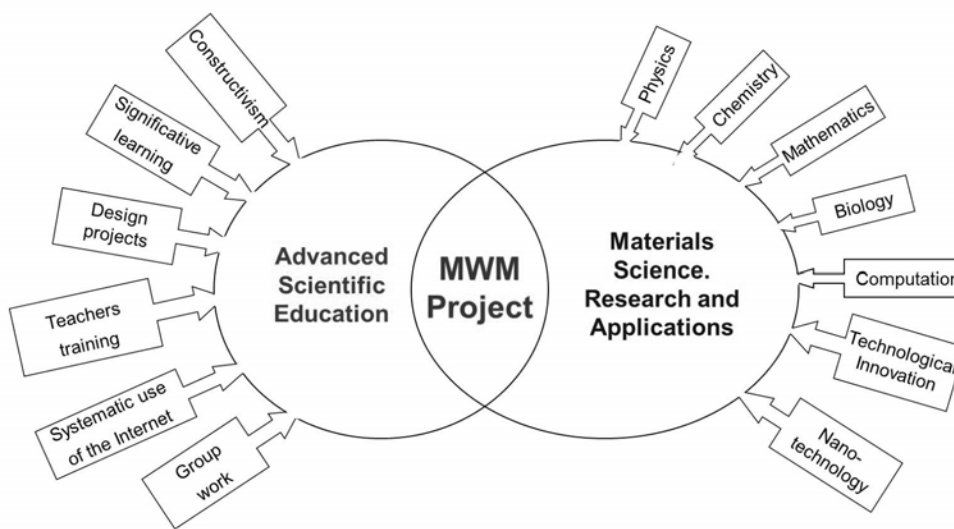 Constructivism
Significative
learning
Design
projects
Teachers
training
Systematic use
of the Internet
Group
work
Advanced
Scientific
Education
MWM
Project
Materials
Science.
Research and
Applications
Physics
Chemistry
Mathematics
Biology
Computation
Technological
Innovation
Nano-
technology